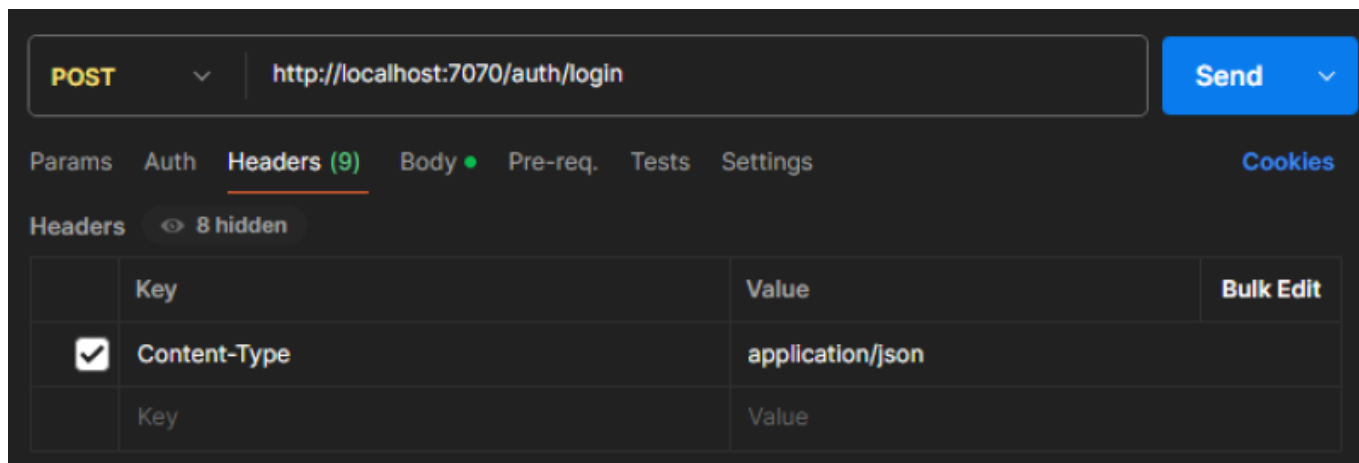 POST http://localhost:7070/auth/login Send
Params Auth Headers (9) Body Pre-req. Tests Settings Cookies
Headers 8 hidden
Key Value Bulk Edit
Content-Type application/json
Key Value